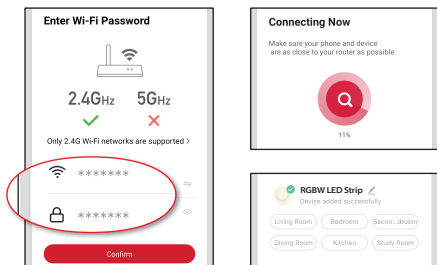 Enter Wi-Fi Password
2.4GHz 5GHz
Only 2.4G Wi-Fi networks are supported >
*******
*******
Confirm
Connecting Now
Make sure your phone and device
are as close to your router as possible.
11%
RGBW LED Strip
Device added successfully
Living Room
Bedroom
Secon...droom
Dining Room
Kitchen
Study Room